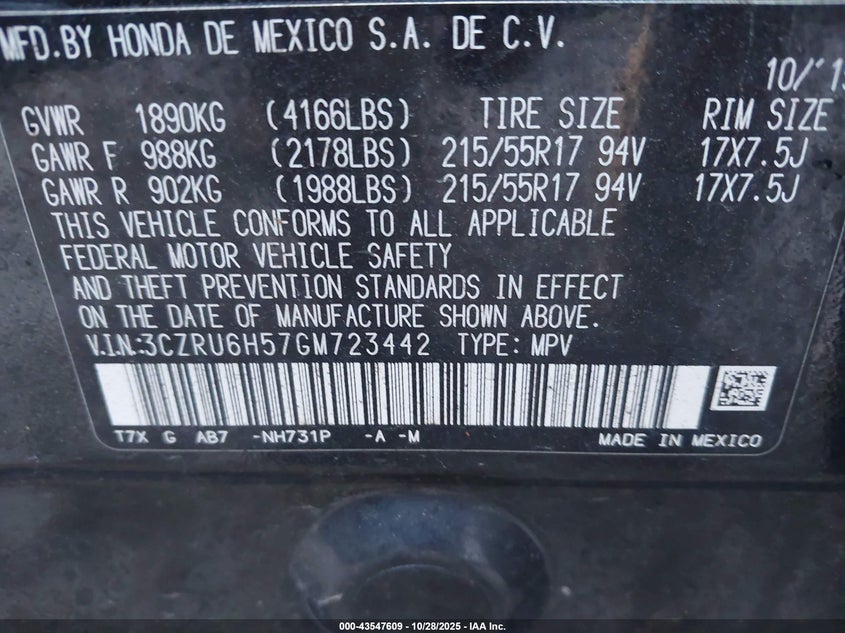 MFD.BY HONDA DE MEXICO S.A. DE C.V.
10/'15
GVWR 1890KG (4166LBS) TIRE SIZE RIM SIZE
GAWR F 988KG (2178LBS) 215/55R17 94V 17X7.5J
GAWR R 902KG (1988LBS) 215/55R17 94V 17X7.5J
THIS VEHICLE CONFORMS TO ALL APPLICABLE
FEDERAL MOTOR VEHICLE SAFETY
AND THEFT PREVENTION STANDARDS IN EFFECT
ON THE DATE OF MANUFACTURE SHOWN ABOVE.
V.I.N.:3CZRU6H57GM723442 TYPE: MPV
T7X G AB7 -NH731P -A -M MADE IN MEXICO
000-43547609 - 10/28/2025 - IAA Inc.